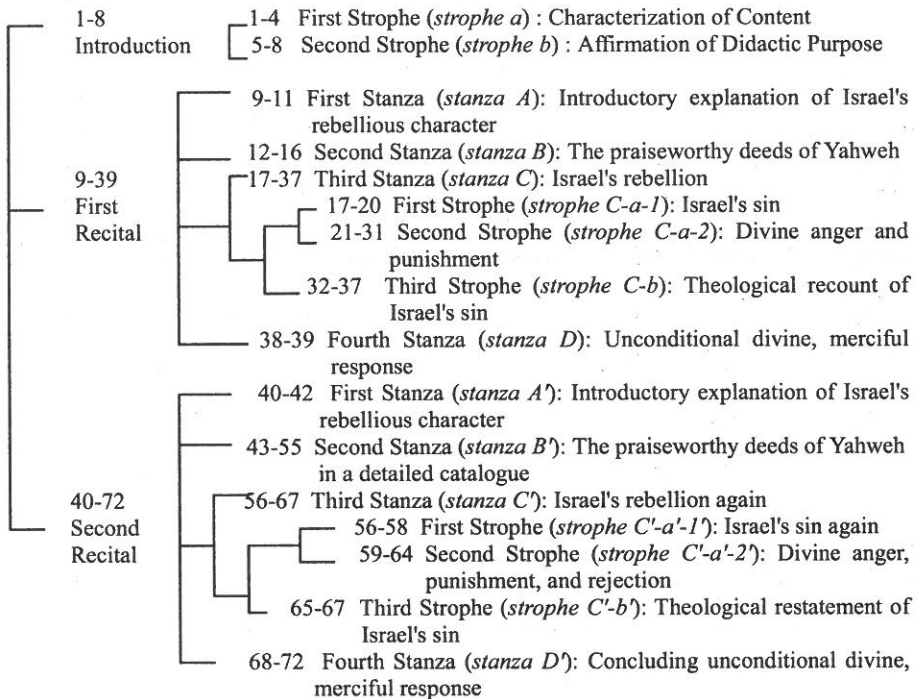 1-8
Introduction
1-4 First Strophe (strophe a) : Characterization of Content
5-8 Second Strophe (strophe b) : Affirmation of Didactic Purpose
9-39
First
Recital
9-11 First Stanza (stanza A): Introductory explanation of Israel's
rebellious character
12-16 Second Stanza (stanza B): The praiseworthy deeds of Yahweh
17-37 Third Stanza (stanza C): Israel's rebellion
17-20 First Strophe (strophe C-a-1): Israel's sin
21-31 Second Strophe (strophe C-a-2): Divine anger and
punishment
32-37 Third Strophe (strophe C-b): Theological recount of
Israel's sin
38-39 Fourth Stanza (stanza D): Unconditional divine, merciful
response
40-72
Second
Recital
40-42 First Stanza (stanza A'): Introductory explanation of Israel's
rebellious character
43-55 Second Stanza (stanza B'): The praiseworthy deeds of Yahweh
in a detailed catalogue
56-67 Third Stanza (stanza C'): Israel's rebellion again
56-58 First Strophe (strophe C'-a'-1'): Israel's sin again
59-64 Second Strophe (strophe C'-a'-2'): Divine anger,
punishment, and rejection
65-67 Third Strophe (strophe C'-b'): Theological restatement of
Israel's sin
68-72 Fourth Stanza (stanza D'): Concluding unconditional divine,
merciful response